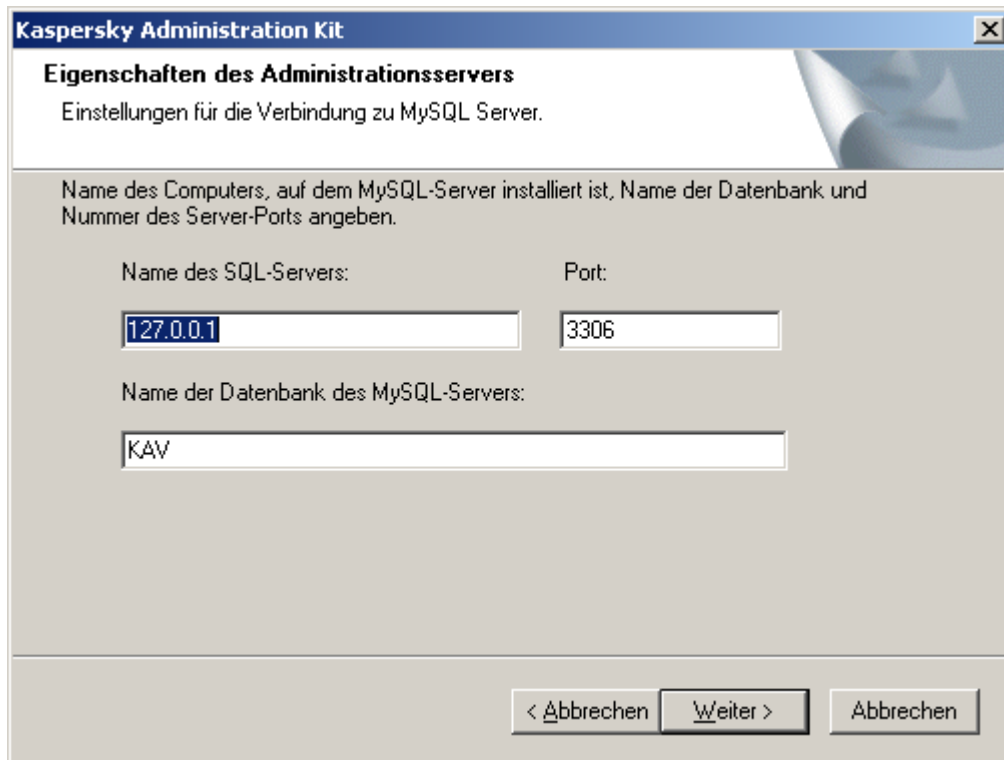 Kaspersky Administration Kit
Eigenschaften des Administrationsservers
Einstellungen für die Verbindung zu MySQL Server.
Name des Computers, auf dem MySQL-Server installiert ist, Name der Datenbank und
Nummer des Server-Ports angeben.
Name des SQL-Servers: Port:
127.0.0.1 3306
Name der Datenbank des MySQL-Servers:
KAV
< Abbrechen Weiter > Abbrechen